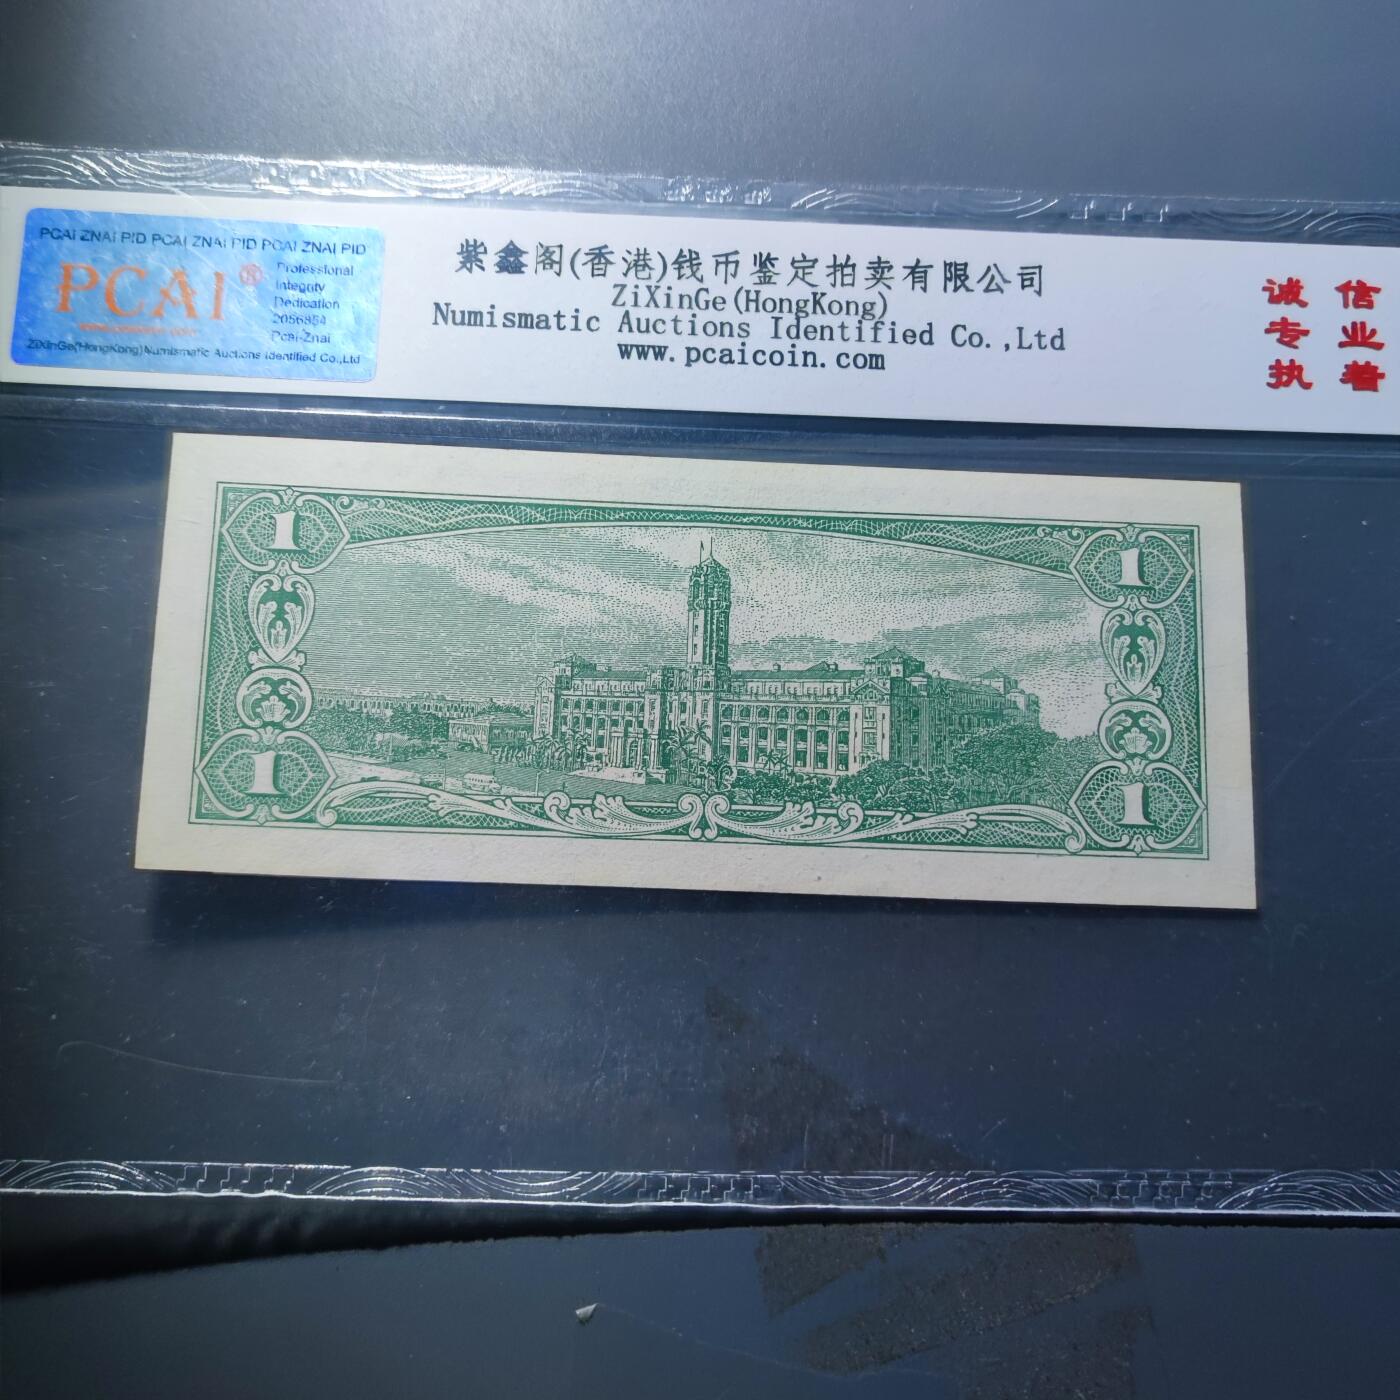 PCAI ZNAI PID PCAI ZNAI PID PCAI ZNAI PID
PCAI®
Professional
Integrity
Dedication
2056854
Pcai-Znai
ZiXinGe(HongKong)Numismatic Auctions Identified Co.,Ltd
紫鑫阁(香港)钱币鉴定拍卖有限公司
ZiXinGe(HongKong)
Numismatic Auctions Identified Co.,Ltd
www.pcaicoin.com
诚信
专业
执着
1
1
1
1